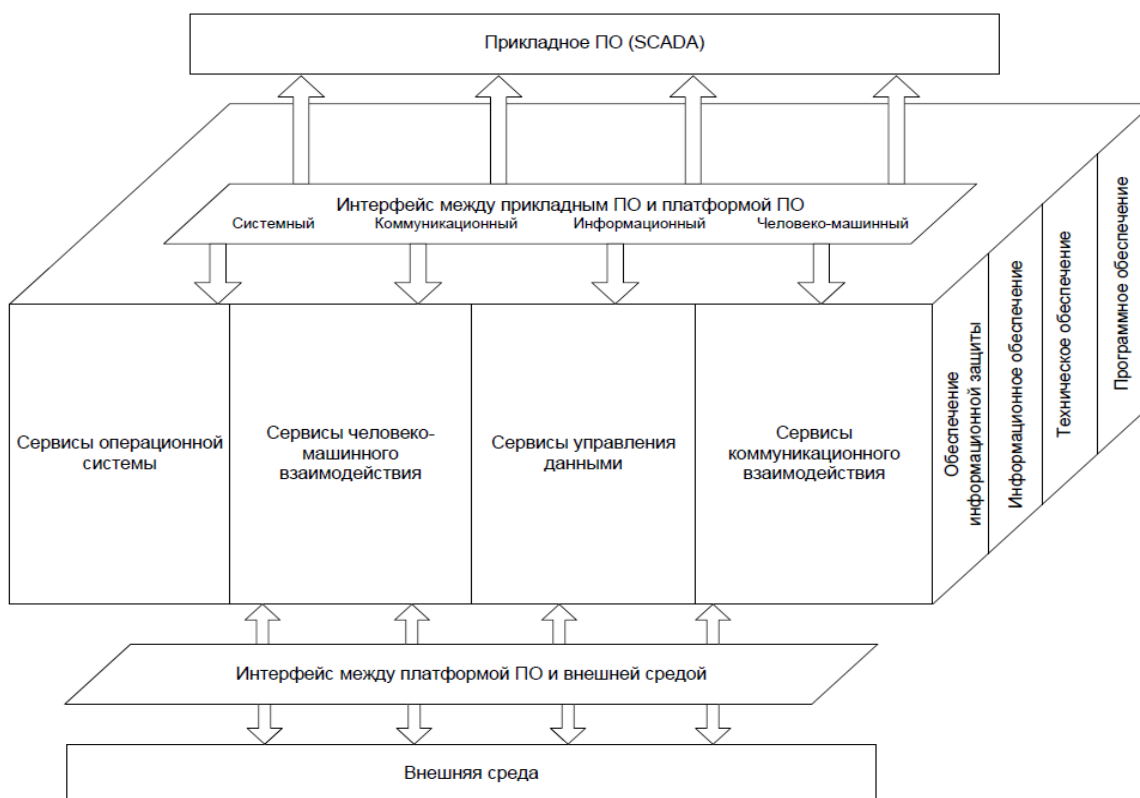 Прикладное ПО (SCADA)
Интерфейс между прикладным ПО и платформой ПО
Системный Коммуникационный Информационный Человеко-машинный
Сервисы операционной
системы
Сервисы человеко-
машинного
взаимодействия
Сервисы управления
данными
Сервисы
коммуникационного
взаимодействия
Обеспечение
информационной защиты
Информационное обеспечение
Техническое обеспечение
Программное обеспечение
Интерфейс между платформой ПО и внешней средой
Внешняя среда